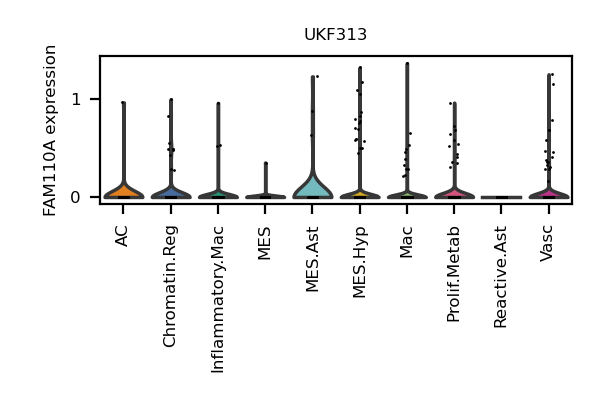 UKF313
FAM110A expression
1
0
AC
Chromatin.Reg
Inflammatory.Mac
MES
MES.Ast
MES.Hyp
Mac
Prolif.Metab
Reactive.Ast
Vasc